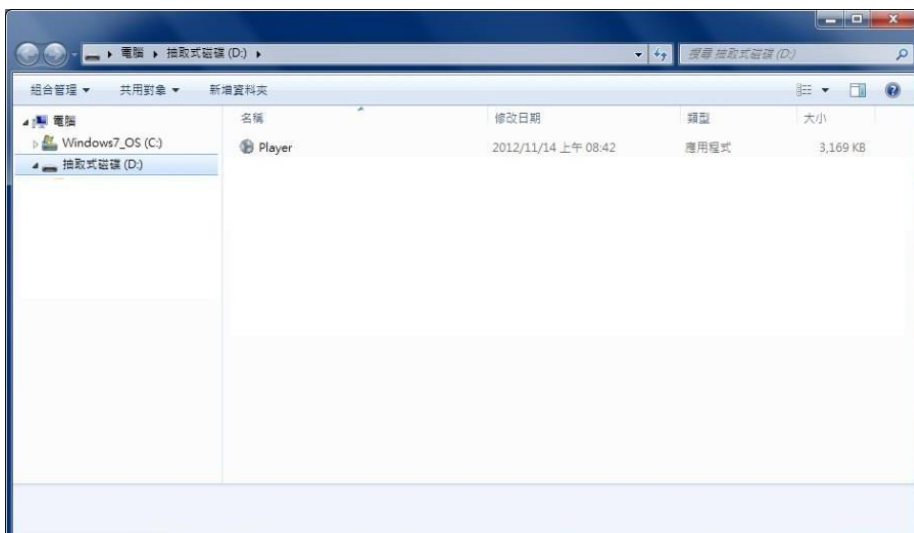 電腦 ▸ 抽取式磁碟 (D:) ▸ 搜尋 抽取式磁碟 (D:)
組合管理 共用對象 新增資料夾
電腦
Windows7_OS (C:)
抽取式磁碟 (D:)
名稱 修改日期 類型 大小
Player 2012/11/14 上午 08:42 應用程式 3,169 KB